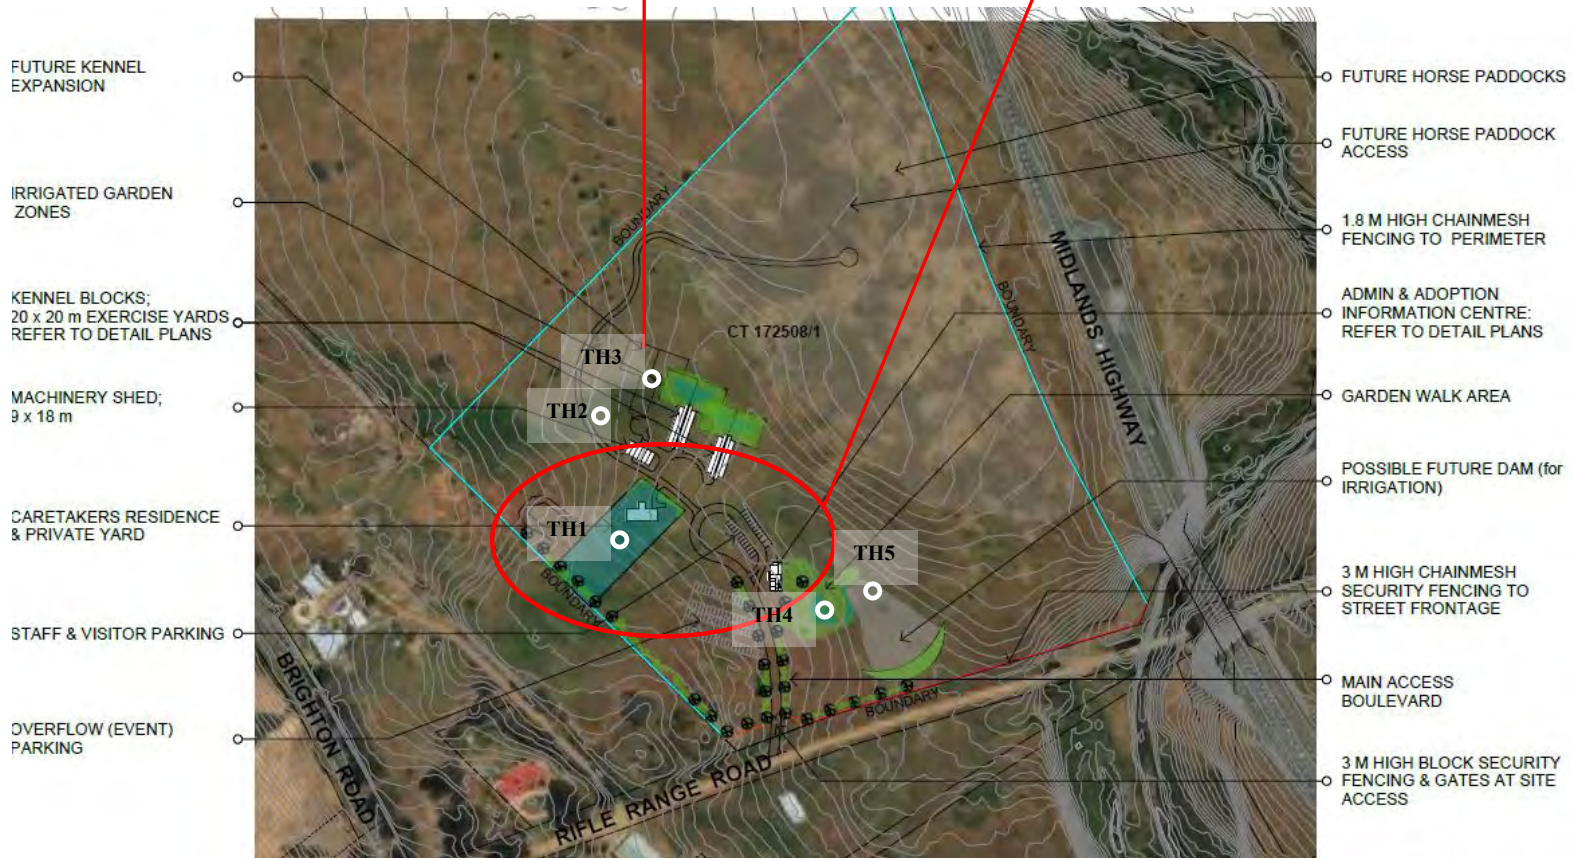 FUTURE KENNEL
EXPANSION
IRRIGATED GARDEN
ZONES
KENNEL BLOCKS;
20 x 20 m EXERCISE YARDS
REFER TO DETAIL PLANS
MACHINERY SHED;
9 x 18 m
CARETAKERS RESIDENCE
& PRIVATE YARD
STAFF & VISITOR PARKING
OVERFLOW (EVENT)
PARKING
BOUNDARY
CT 172508/1
TH3
TH2
TH1
TH5
TH4
BOUNDARY
BOUNDARY
BOUNDARY
MIDLANDS HIGHWAY
BRIGHTON ROAD
RIFLE RANGE ROAD
FUTURE HORSE PADDOCKS
FUTURE HORSE PADDOCK
ACCESS
1.8 M HIGH CHAINMESH
FENCING TO PERIMETER
ADMIN & ADOPTION
INFORMATION CENTRE:
REFER TO DETAIL PLANS
GARDEN WALK AREA
POSSIBLE FUTURE DAM (for
IRRIGATION)
3 M HIGH CHAINMESH
SECURITY FENCING TO
STREET FRONTAGE
MAIN ACCESS
BOULEVARD
3 M HIGH BLOCK SECURITY
FENCING & GATES AT SITE
ACCESS